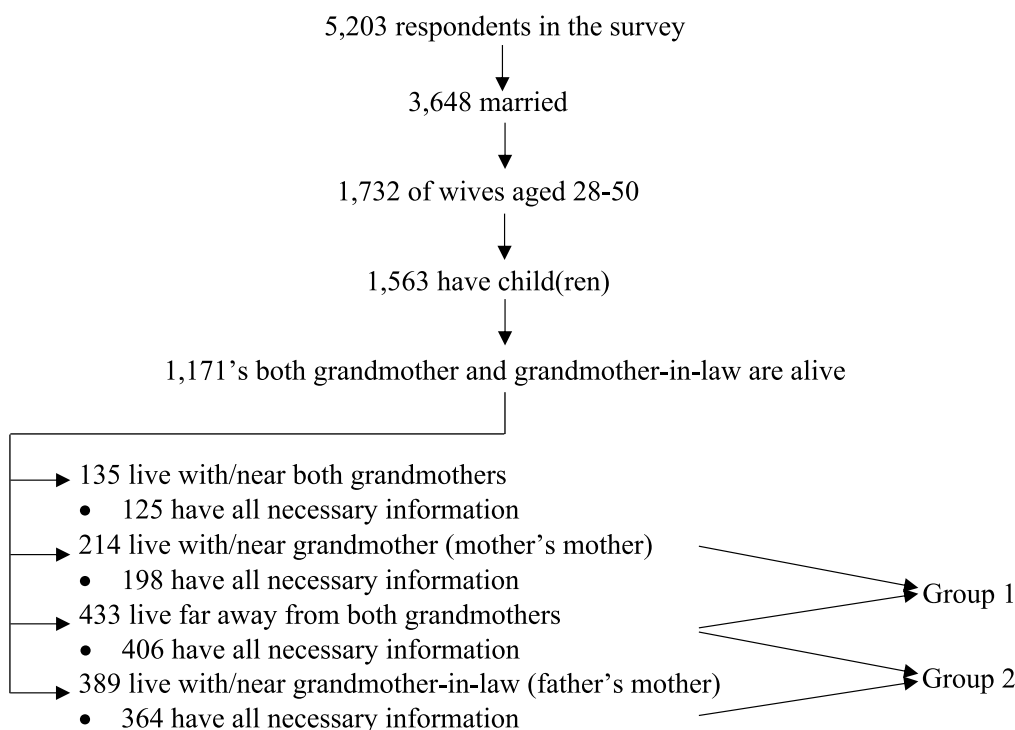 5,203 respondents in the survey
3,648 married
1,732 of wives aged 28-50
1,563 have child(ren)
1,171’s both grandmother and grandmother-in-law are alive
135 live with/near both grandmothers
• 125 have all necessary information
214 live with/near grandmother (mother’s mother)
• 198 have all necessary information
Group 1
433 live far away from both grandmothers
• 406 have all necessary information
389 live with/near grandmother-in-law (father’s mother)
Group 2
• 364 have all necessary information